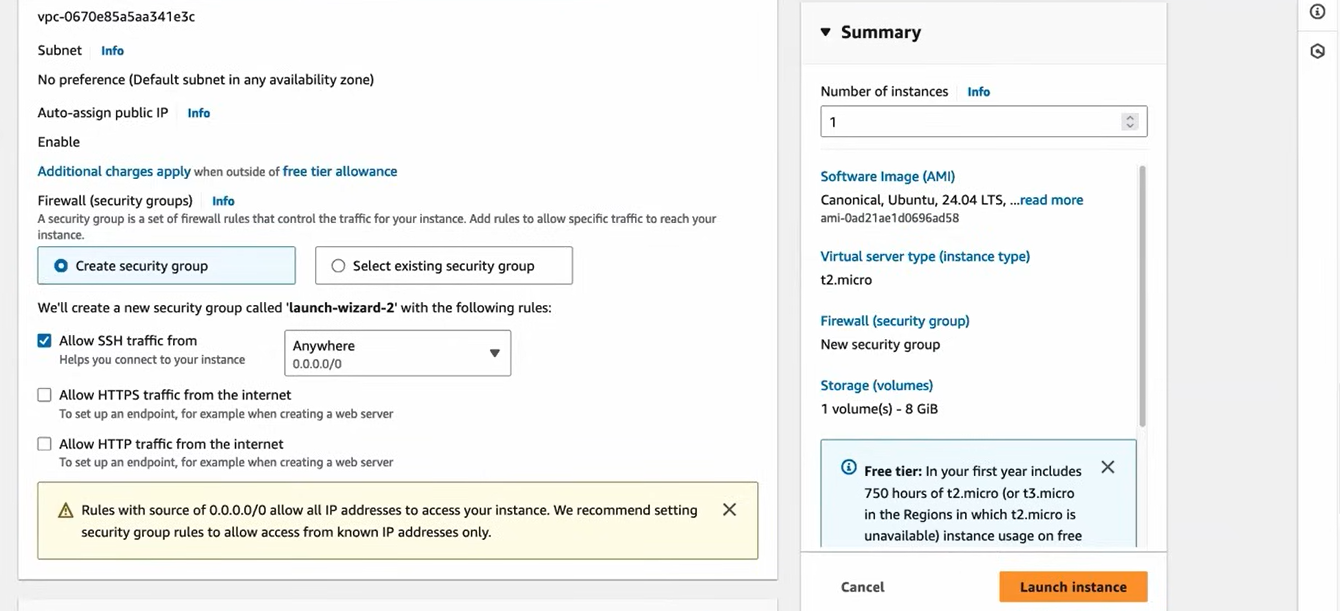 vpc-0670e85a5aa341e3c
Subnet Info
No preference (Default subnet in any availability zone)
Auto-assign public IP Info
Enable
Additional charges apply when outside of free tier allowance
Firewall (security groups) Info
A security group is a set of firewall rules that control the traffic for your instance. Add rules to allow specific traffic to reach your
instance.
Create security group
Select existing security group
We'll create a new security group called 'launch-wizard-2' with the following rules:
Allow SSH traffic from
Helps you connect to your instance
Anywhere
0.0.0.0/0
Allow HTTPS traffic from the internet
To set up an endpoint, for example when creating a web server
Allow HTTP traffic from the internet
To set up an endpoint, for example when creating a web server
Rules with source of 0.0.0.0/0 allow all IP addresses to access your instance. We recommend setting
security group rules to allow access from known IP addresses only.
Summary
Number of instances Info
1
Software Image (AMI)
Canonical, Ubuntu, 24.04 LTS, ...read more
ami-0ad21ae1d0696ad58
Virtual server type (instance type)
t2.micro
Firewall (security group)
New security group
Storage (volumes)
1 volume(s) - 8 GiB
Free tier: In your first year includes
750 hours of t2.micro (or t3.micro
in the Regions in which t2.micro is
unavailable) instance usage on free
Cancel
Launch instance